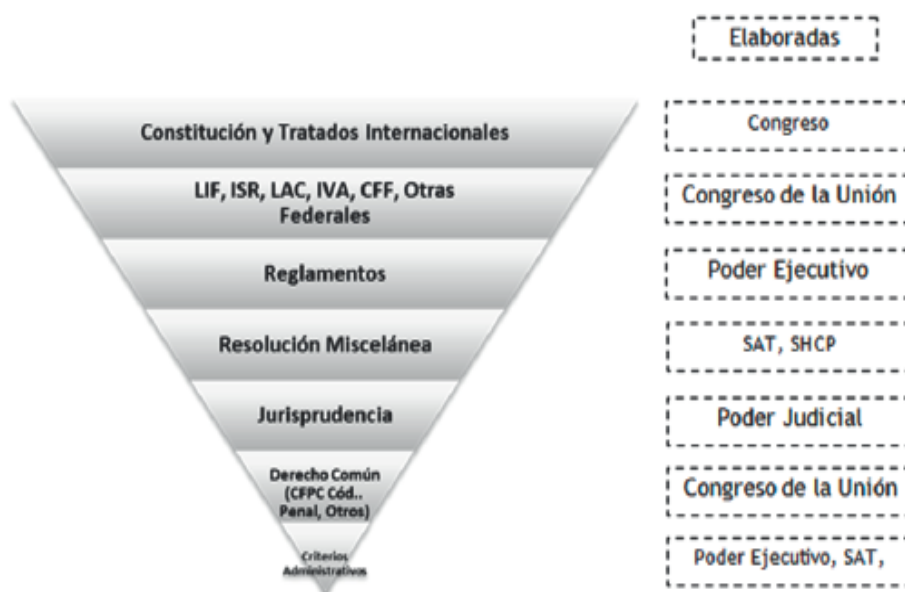 Elaboradas
Constitución y Tratados Internacionales
Congreso
LIF, ISR, LAC, IVA, CFF, Otras
Federales
Congreso de la Unión
Reglamentos
Poder Ejecutivo
Resolución Miscelánea
SAT, SHCP
Jurisprudencia
Poder Judicial
Derecho Común
(CFPC Cód..
Penal, Otros)
Congreso de la Unión
Criterios
Administrativos
Poder Ejecutivo, SAT,